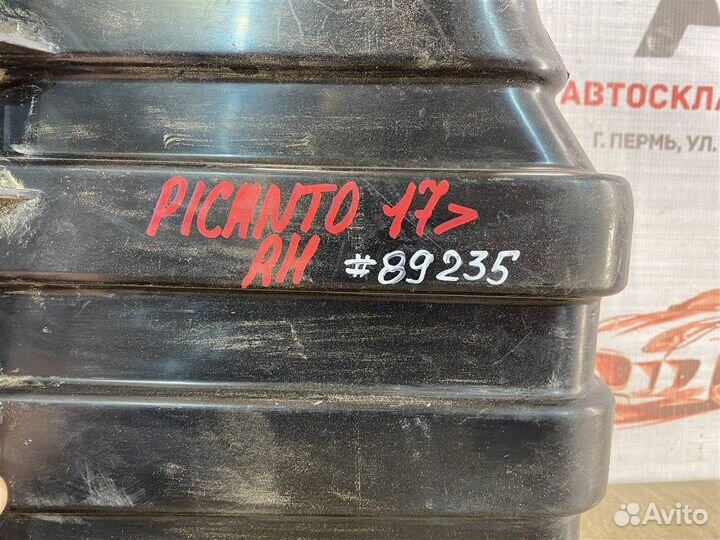 А
АВТОСКЛА
Г. ПЕРМЬ, УЛ.
PICANTO 17>
RH #89235
Avito